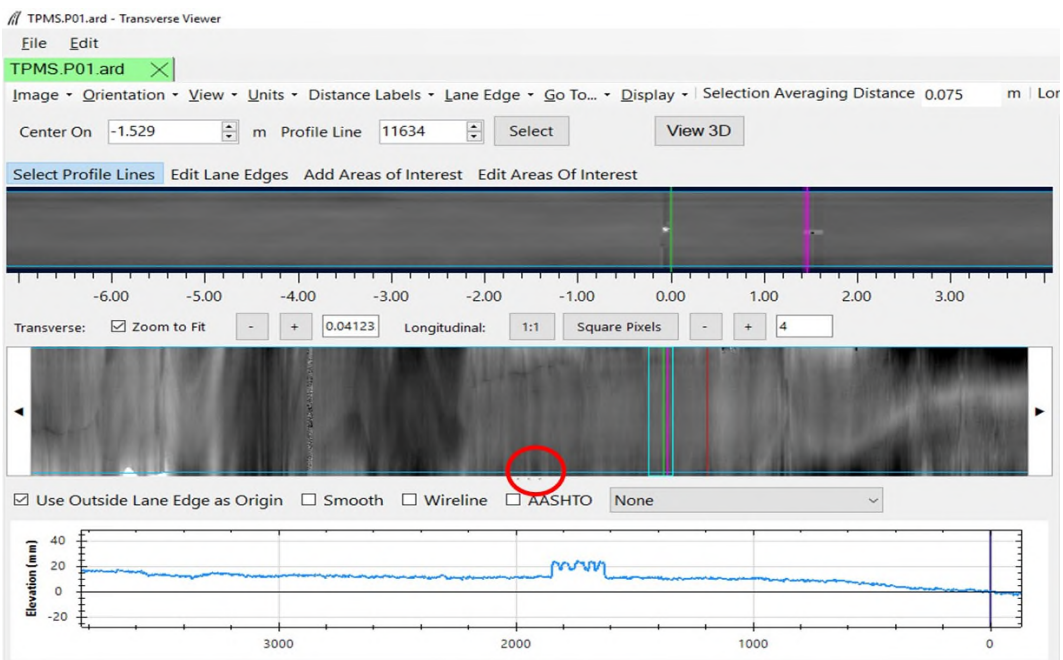 TPMS.P01.ard - Transverse Viewer
File Edit
TPMS.P01.ard
Image Orientation View Units Distance Labels Lane Edge Go To... Display Selection Averaging Distance 0.075 m Lor
Center On -1.529 m Profile Line 11634 Select View 3D
Select Profile Lines Edit Lane Edges Add Areas of Interest Edit Areas Of Interest
-6.00 -5.00 -4.00 -3.00 -2.00 -1.00 0.00 1.00 2.00 3.00
Transverse: Zoom to Fit - + 0.04123 Longitudinal: 1:1 Square Pixels - + 4
Use Outside Lane Edge as Origin Smooth Wireline AASHTO None
Elevation (mm)
40
20
0
-20
3000 2000 1000 0